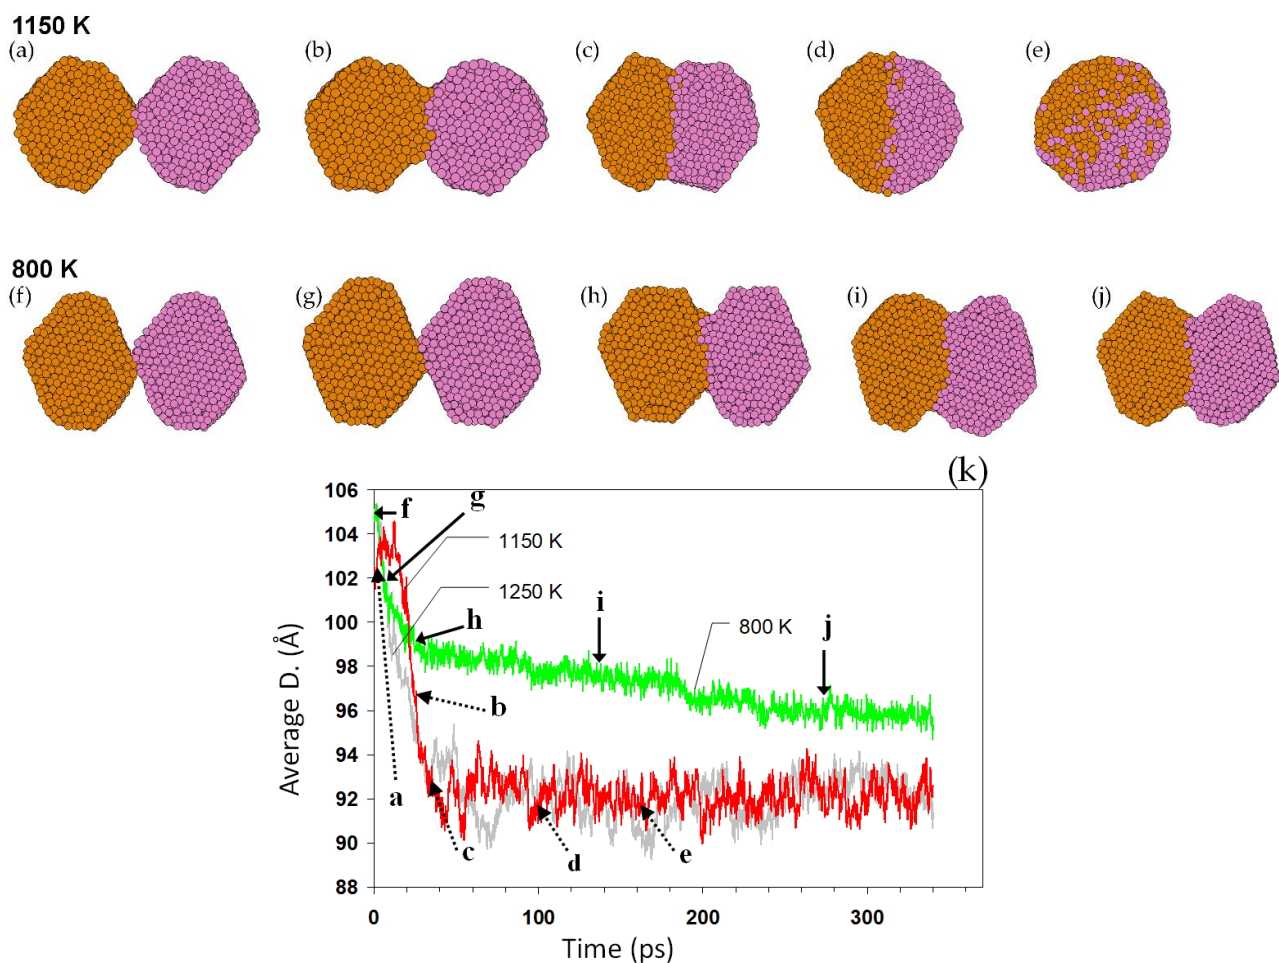 1150 K
(a) (b) (c) (d) (e)
800 K
(f) (g) (h) (i) (j)
(k)
106
104
102
100
98
96
94
92
90
88
Average D. (Å)
f
g
1150 K
1250 K
h
i
800 K
j
b
a
c
d
e
0 100 200 300
Time (ps)